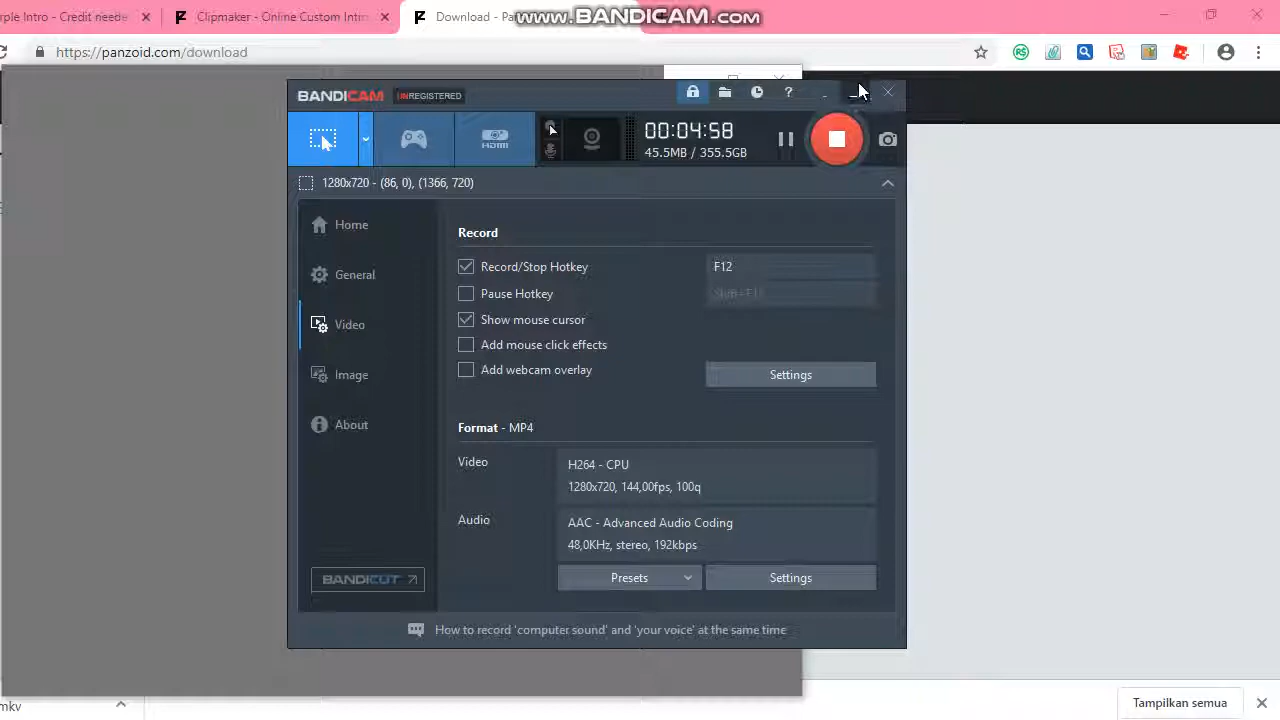 rple Intro - Credit neede
Clipmaker - Online Custom Intro
Download - Pan
www.BANDICAM.com
https://panzoid.com/download
BANDICAM
UNREGISTERED
HDMI
00:04:58
45.5MB / 355.5GB
1280x720 - (86, 0), (1366, 720)
Home
General
Video
Image
About
BANDICUT
Record
Record/Stop Hotkey
F12
Pause Hotkey
Show mouse cursor
Add mouse click effects
Add webcam overlay
Settings
Format - MP4
Video
H264 - CPU
1280x720, 144,00fps, 100q
Audio
AAC - Advanced Audio Coding
48,0KHz, stereo, 192kbps
Presets
Settings
How to record 'computer sound' and 'your voice' at the same time
mkv
Tampilkan semua